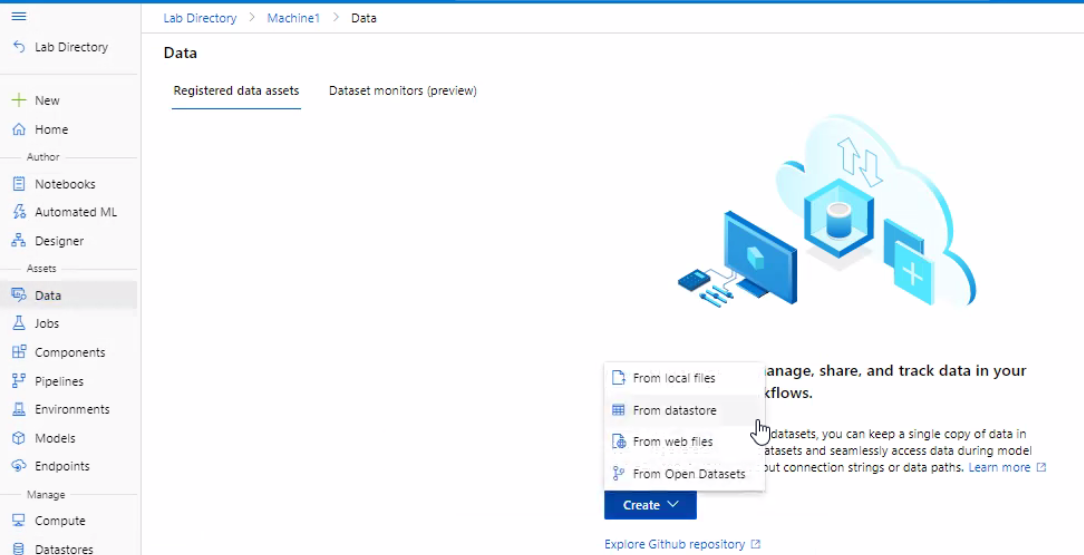 Lab Directory > Machine1 > Data
Lab Directory
Data
Registered data assets
Dataset monitors (preview)
New
Home
Author
Notebooks
Automated ML
Designer
Assets
Data
Jobs
Components
Pipelines
Environments
Models
Endpoints
Manage
Compute
Datastores
From local files
From datastore
From web files
From Open Datasets
anage, share, and track data in your
kflows.
datasets, you can keep a single copy of data in
atasets and seamlessly access data during model
out connection strings or data paths. Learn more
Create
Explore Github repository